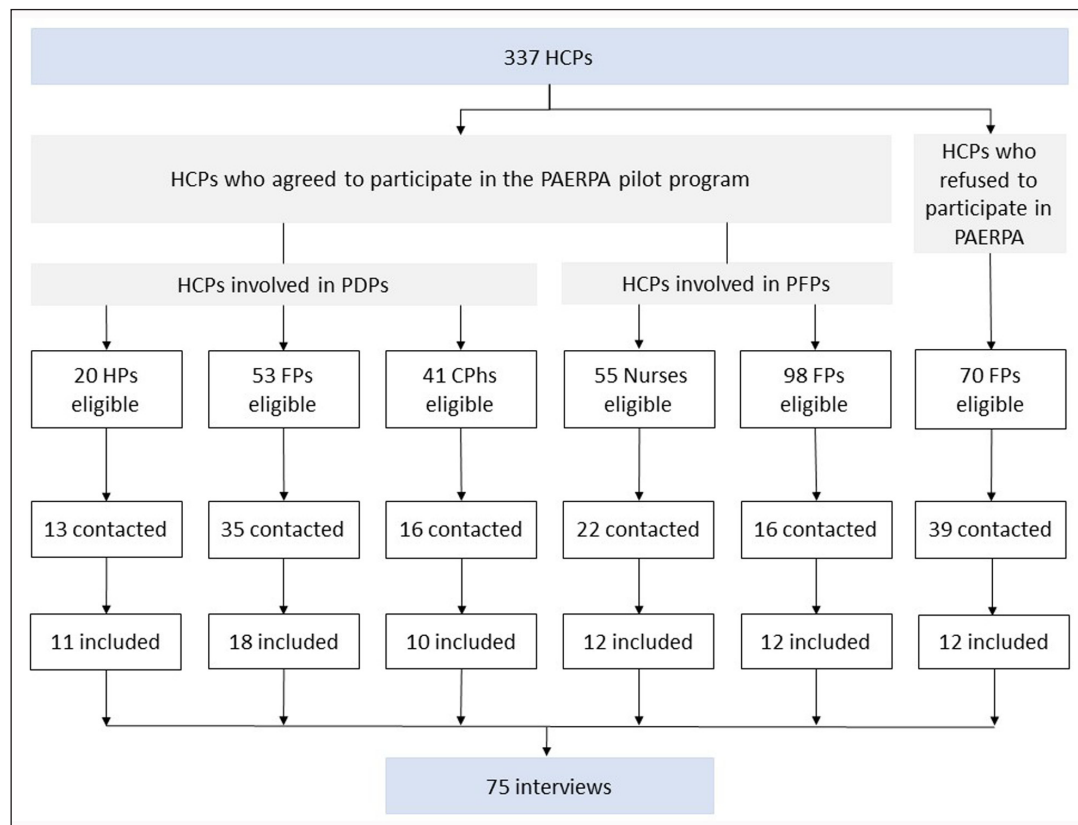 337 HCPs
HCPs who agreed to participate in the PAERPA pilot program
HCPs who
refused to
participate in
PAERPA
HCPs involved in PDPs
HCPs involved in PFPs
20 HPs
eligible
53 FPs
eligible
41 CPhs
eligible
55 Nurses
eligible
98 FPs
eligible
70 FPs
eligible
13 contacted
35 contacted
16 contacted
22 contacted
16 contacted
39 contacted
11 included
18 included
10 included
12 included
12 included
12 included
75 interviews